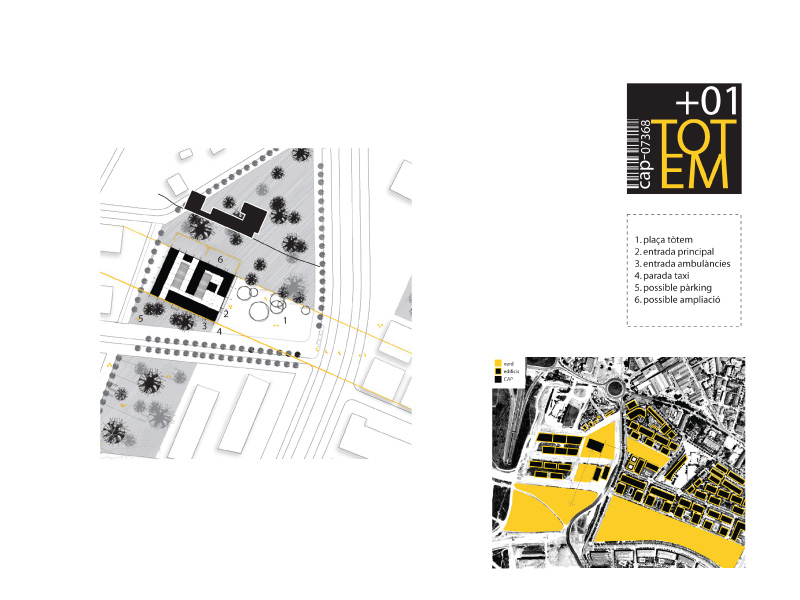 +01
TOT
EM
cap-07368
1. plaça tòtem
2. entrada principal
3. entrada ambulàncies
4. parada taxi
5. possible pàrking
6. possible ampliació
6
5
3
2
4
1
verd
edificis
CAP